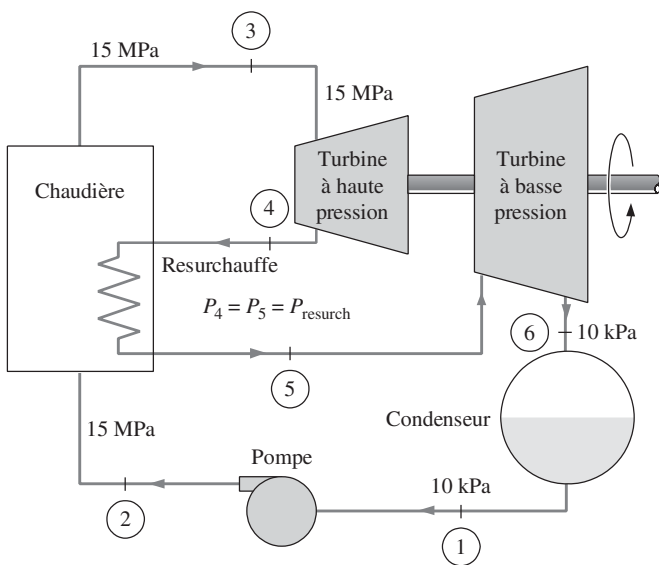 3
15 MPa
15 MPa
Turbine
à haute
pression
Turbine
à basse
pression
Chaudière
4
Resurchauffe
P4 = P5 = Presurch
5
6
10 kPa
Condenseur
15 MPa
Pompe
2
10 kPa
1